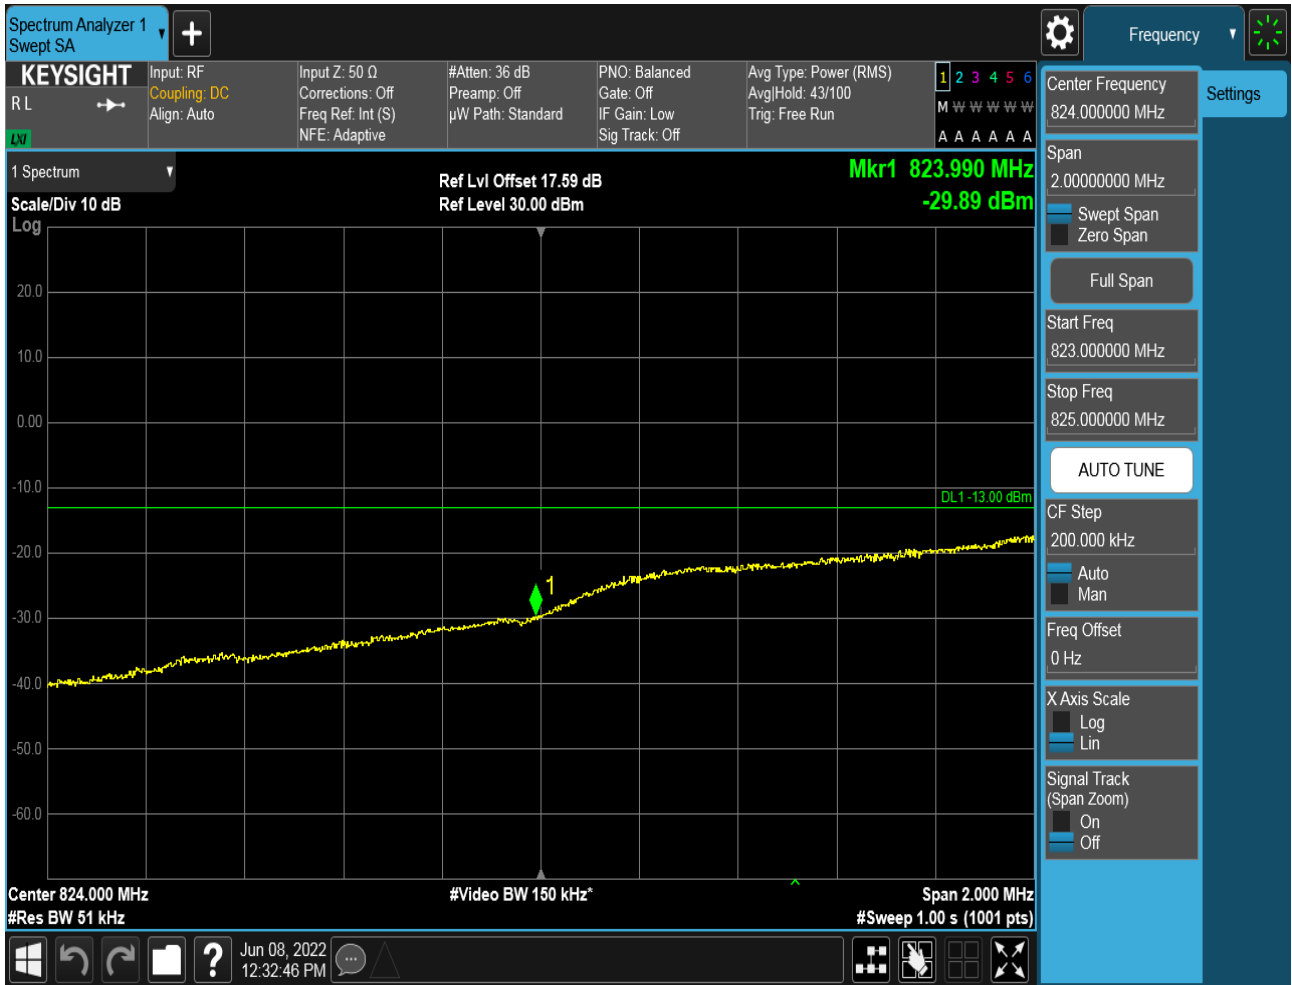 Spectrum Analyzer 1
Swept SA
Frequency
KEYSIGHT
R L
LXI
Input: RF
Coupling: DC
Align: Auto
Input Z: 50 Ω
Corrections: Off
Freq Ref: Int (S)
NFE: Adaptive
#Atten: 36 dB
Preamp: Off
µW Path: Standard
PNO: Balanced
Gate: Off
IF Gain: Low
Sig Track: Off
Avg Type: Power (RMS)
Avg|Hold: 43/100
Trig: Free Run
1 2 3 4 5 6
M W W W W W
A A A A A A
1 Spectrum
Scale/Div 10 dB
Log
Ref Lvl Offset 17.59 dB
Ref Level 30.00 dBm
Mkr1 823.990 MHz
-29.89 dBm
20.0
10.0
0.00
-10.0
DL1 -13.00 dBm
-20.0
1
-30.0
-40.0
-50.0
-60.0
Center 824.000 MHz
#Video BW 150 kHz*
Span 2.000 MHz
#Res BW 51 kHz
#Sweep 1.00 s (1001 pts)
Center Frequency
824.000000 MHz
Settings
Span
2.00000000 MHz
Swept Span
Zero Span
Full Span
Start Freq
823.000000 MHz
Stop Freq
825.000000 MHz
AUTO TUNE
CF Step
200.000 kHz
Auto
Man
Freq Offset
0 Hz
X Axis Scale
Log
Lin
Signal Track
(Span Zoom)
On
Off
?
Jun 08, 2022
12:32:46 PM